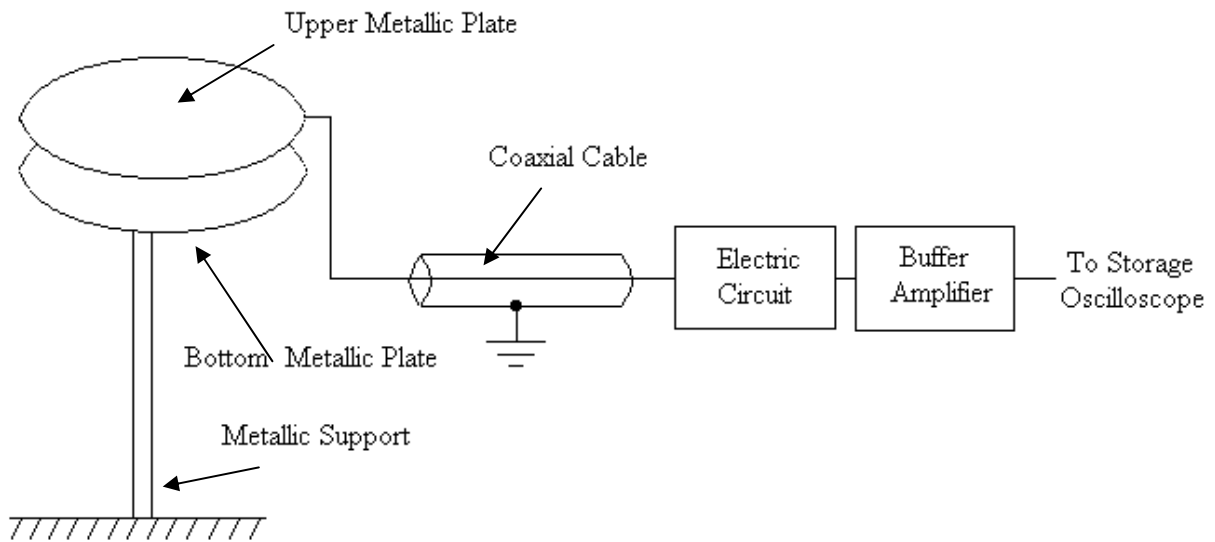 Upper Metallic Plate
Coaxial Cable
Electric
Circuit
Buffer
Amplifier
To Storage
Oscilloscope
Bottom Metallic Plate
Metallic Support